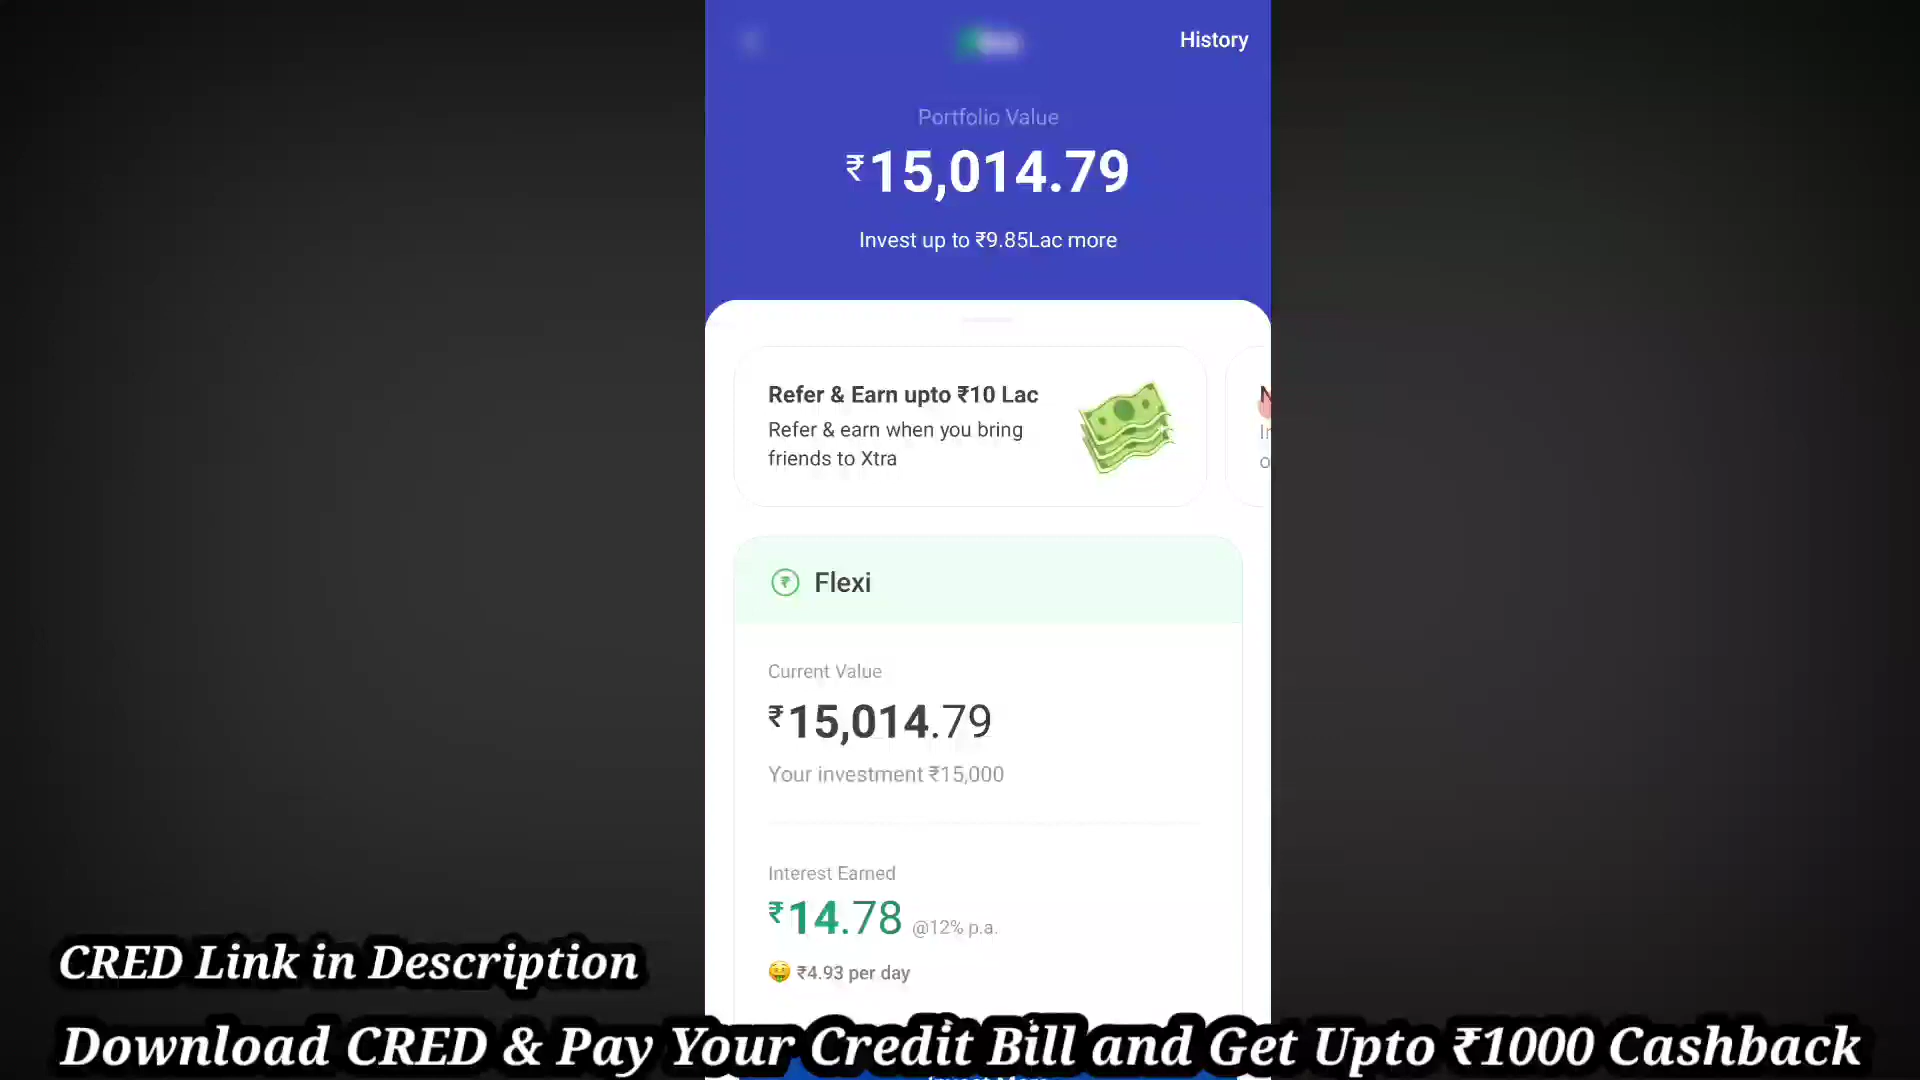 History
Portfolio Value
₹15,014.79
Invest up to ₹9.85Lac more
Refer & Earn upto ₹10 Lac
Refer & earn when you bring
friends to Xtra
Flexi
Current Value
₹15,014.79
Your investment ₹15,000
Interest Earned
₹14.78 @12% p.a.
₹4.93 per day
CRED Link in Description
Download CRED & Pay Your Credit Bill and Get Upto ₹1000 Cashback